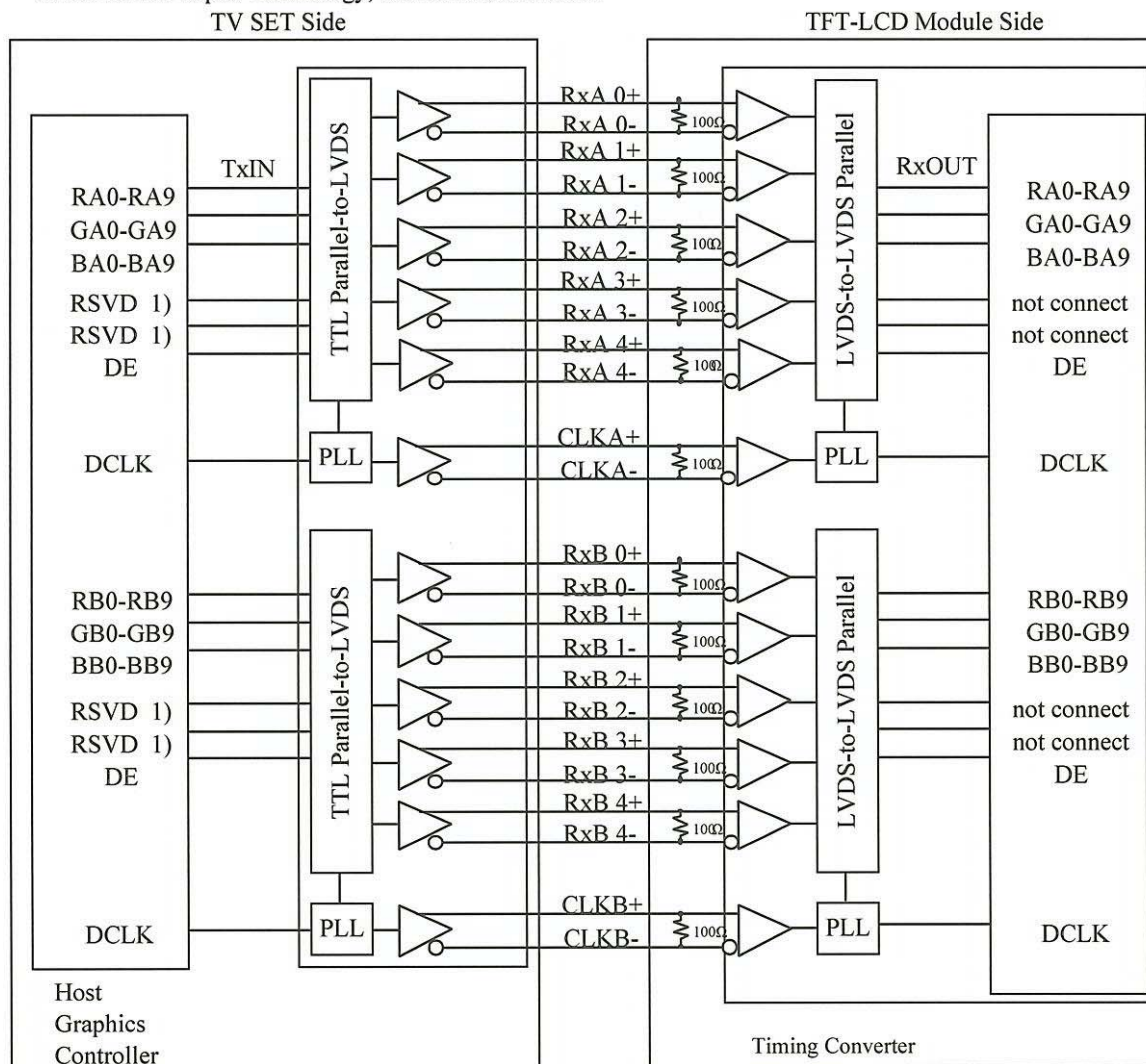 TV SET Side
TFT-LCD Module Side
TTL Parallel-to-LVDS
TxIN
RA0-RA9
GA0-GA9
BA0-BA9
RSVD 1)
RSVD 1)
DE
DCLK
PLL
RxA 0+
RxA 0-
100Ω
RxA 1+
RxA 1-
100Ω
RxA 2+
RxA 2-
100Ω
RxA 3+
RxA 3-
100Ω
RxA 4+
RxA 4-
100Ω
CLKA+
CLKA-
100Ω
LVDS-to-LVDS Parallel
PLL
RxOUT
RA0-RA9
GA0-GA9
BA0-BA9
not connect
not connect
DE
DCLK
TTL Parallel-to-LVDS
RB0-RB9
GB0-GB9
BB0-BB9
RSVD 1)
RSVD 1)
DE
DCLK
PLL
RxB 0+
RxB 0-
100Ω
RxB 1+
RxB 1-
100Ω
RxB 2+
RxB 2-
100Ω
RxB 3+
RxB 3-
100Ω
RxB 4+
RxB 4-
100Ω
CLKB+
CLKB-
100Ω
LVDS-to-LVDS Parallel
PLL
RB0-RB9
GB0-GB9
BB0-BB9
not connect
not connect
DE
DCLK
Host
Graphics
Controller
Timing Converter